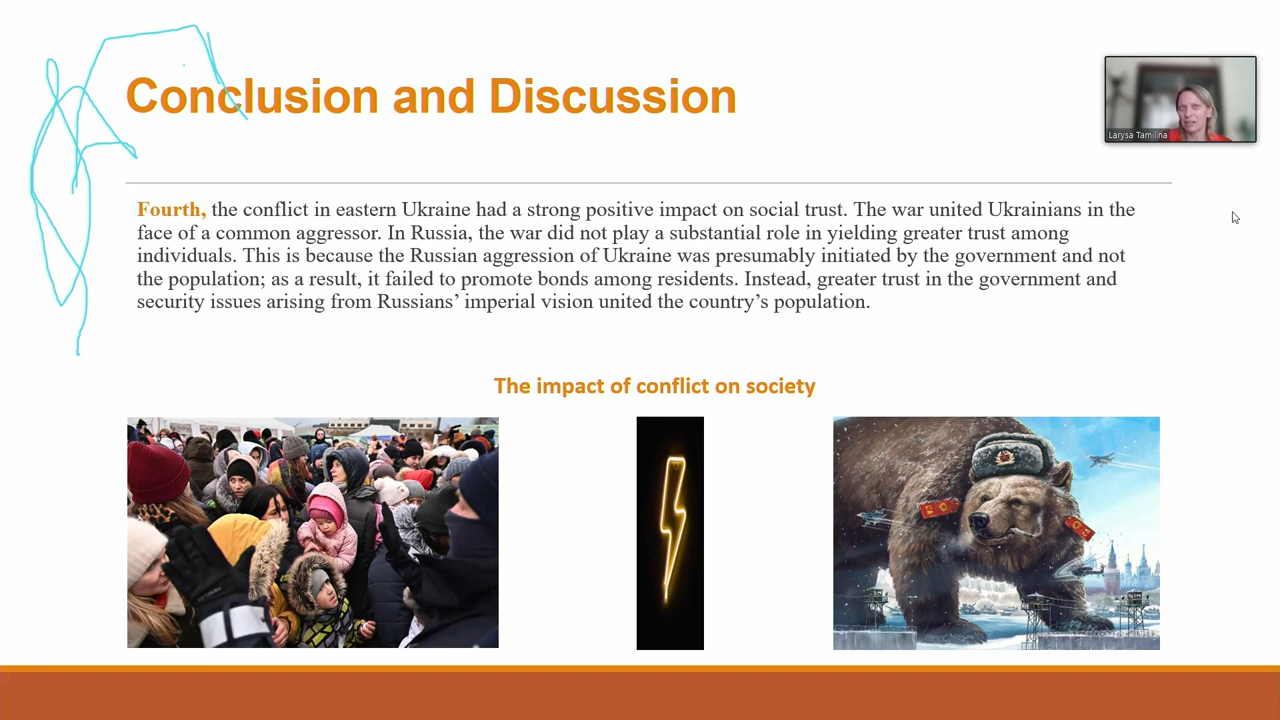 Conclusion and Discussion
Larysa Tamilina
Fourth, the conflict in eastern Ukraine had a strong positive impact on social trust. The war united Ukrainians in the
face of a common aggressor. In Russia, the war did not play a substantial role in yielding greater trust among
individuals. This is because the Russian aggression of Ukraine was presumably initiated by the government and not
the population; as a result, it failed to promote bonds among residents. Instead, greater trust in the government and
security issues arising from Russians’ imperial vision united the country’s population.
The impact of conflict on society